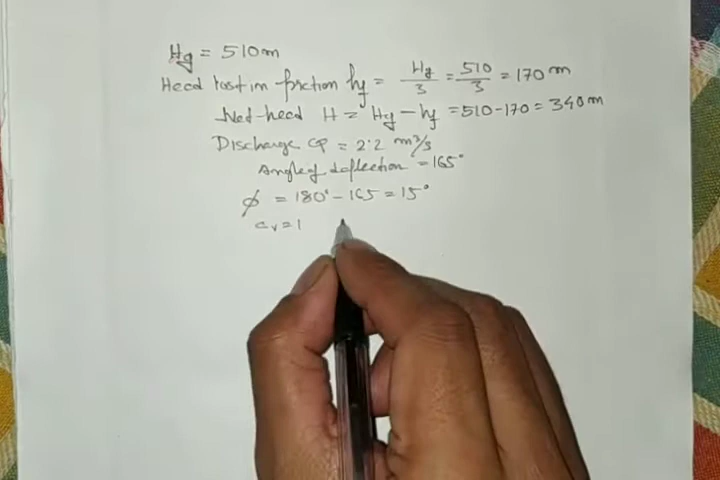 Hg = 510 m
Head lost in friction hf = Hg/3 = 510/3 = 170 m
Net-head H = Hg - hf = 510-170 = 340 m
Discharge Q = 2.2 m³/s
Angle of deflection = 165°
ϕ = 180° - 165 = 15°
Cv = 1